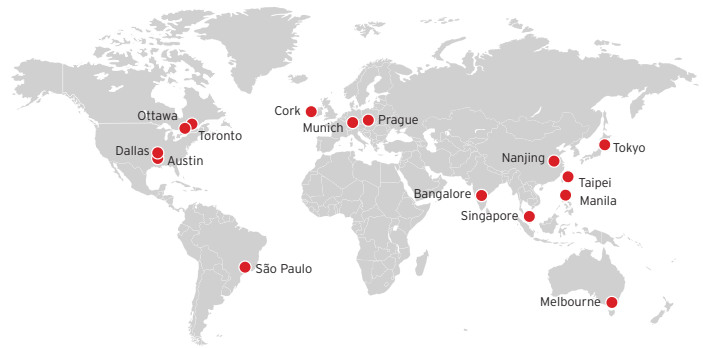 Ottawa
Toronto
Dallas
Austin
São Paulo
Cork
Munich
Prague
Nanjing
Tokyo
Taipei
Bangalore
Manila
Singapore
Melbourne